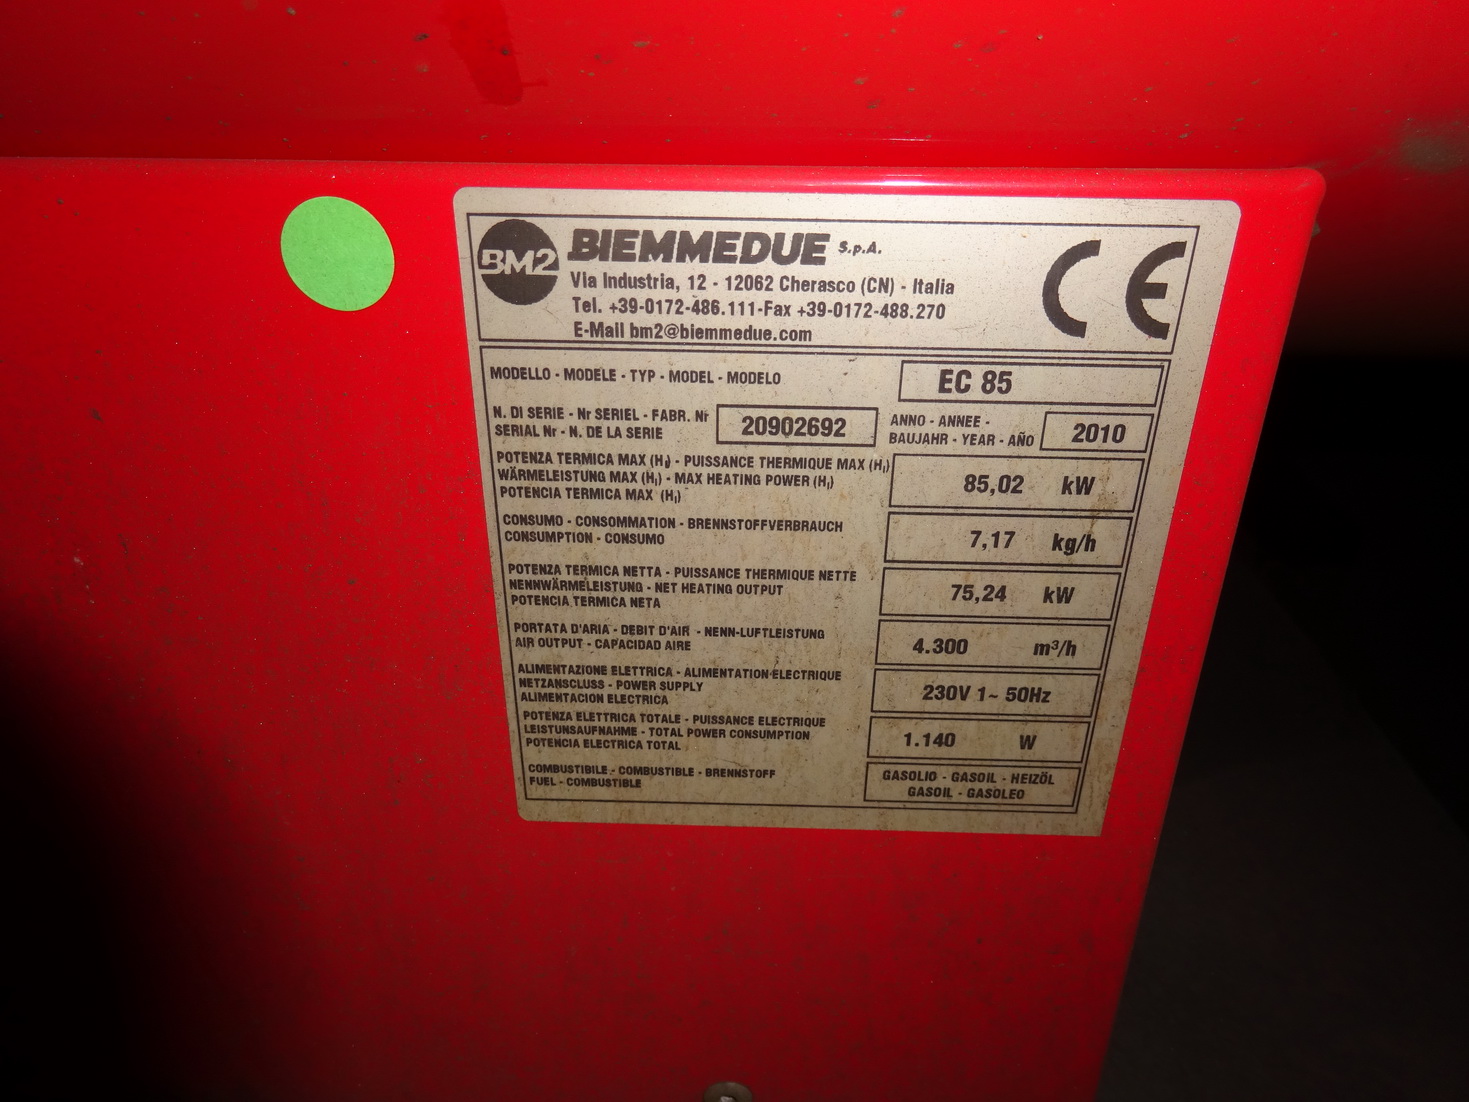 BM2 BIEMMEDUE S.p.A.
Via Industria, 12 - 12062 Cherasco (CN) - Italia
Tel. +39-0172-486.111-Fax +39-0172-488.270
E-Mail bm2@biemmedue.com
CE
MODELLO - MODELE - TYP - MODEL - MODELO
EC 85
N. DI SERIE - Nr SERIEL - FABR. Nr
SERIAL Nr - N. DE LA SERIE
20902692
ANNO - ANNEE -
BAUJAHR - YEAR - AÑO
2010
POTENZA TERMICA MAX (Hi) - PUISSANCE THERMIQUE MAX (Hi)
WÄRMELEISTUNG MAX (Hi) - MAX HEATING POWER (Hi)
POTENCIA TERMICA MAX (Hi)
85,02 kW
CONSUMO - CONSOMMATION - BRENNSTOFFVERBRAUCH
CONSUMPTION - CONSUMO
7,17 kg/h
POTENZA TERMICA NETTA - PUISSANCE THERMIQUE NETTE
NENNWÄRMELEISTUNG - NET HEATING OUTPUT
POTENCIA TERMICA NETA
75,24 kW
PORTATA D'ARIA - DEBIT D'AIR - NENN-LUFTLEISTUNG
AIR OUTPUT - CAPACIDAD AIRE
4.300 m³/h
ALIMENTAZIONE ELETTRICA - ALIMENTATION ELECTRIQUE
NETZANSCLUSS - POWER SUPPLY
ALIMENTACION ELECTRICA
230V 1~ 50Hz
POTENZA ELETTRICA TOTALE - PUISSANCE ELECTRIQUE
LEISTUNSAUFNAHME - TOTAL POWER CONSUMPTION
POTENCIA ELECTRICA TOTAL
1.140 W
COMBUSTIBILE - COMBUSTIBLE - BRENNSTOFF
FUEL - COMBUSTIBLE
GASOLIO - GASOIL - HEIZÖL
GASOIL - GASOLEO